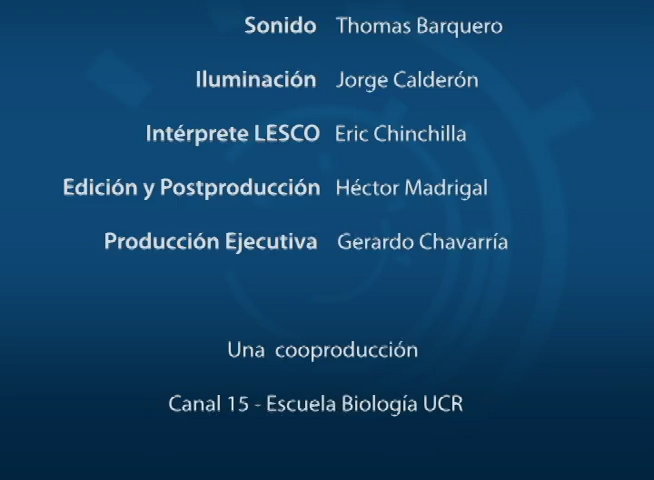 Sonido Thomas Barquero
Iluminación Jorge Calderón
Intérprete LESCO Eric Chinchilla
Edición y Postproducción Héctor Madrigal
Producción Ejecutiva Gerardo Chavarría
Una cooproducción
Canal 15 - Escuela Biología UCR